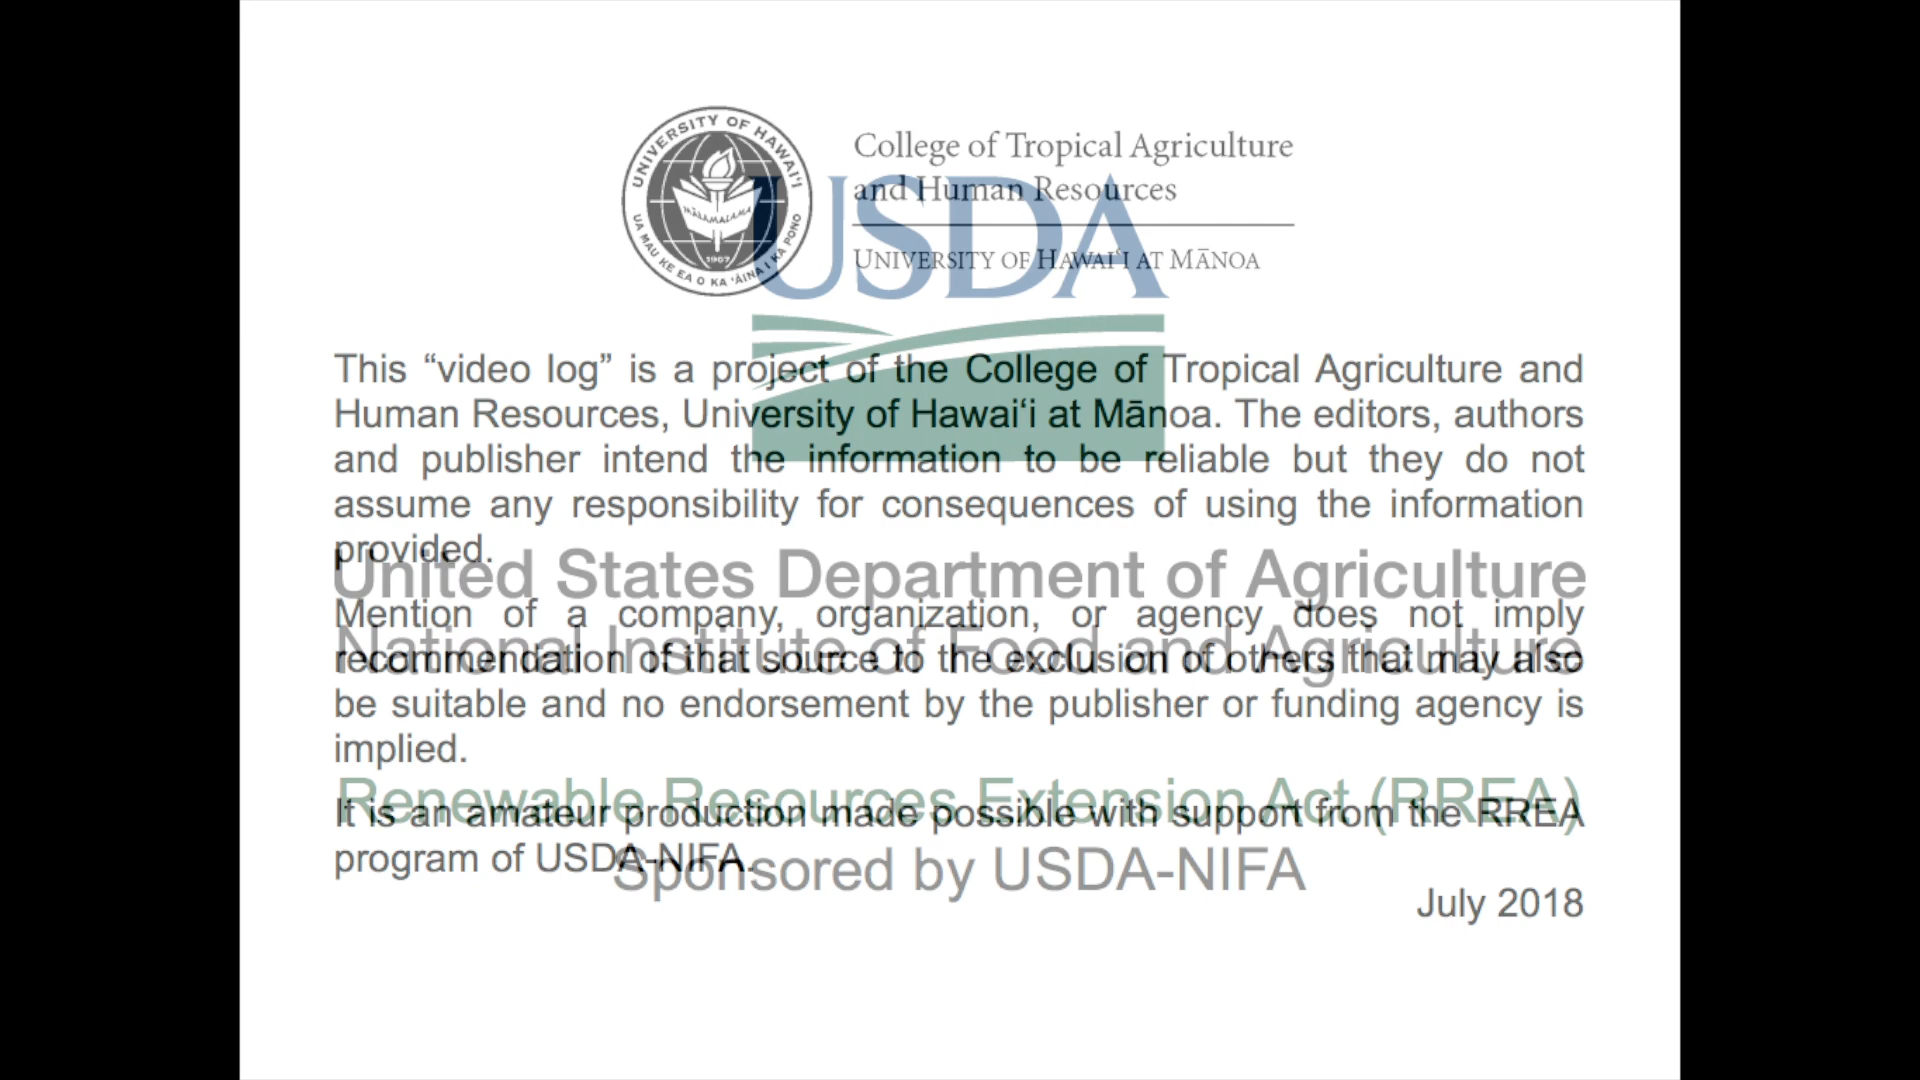 UNIVERSITY OF HAWAI‘I
MĀLAMALAMA
1907
UA MAU KE EA O KA ‘ĀINA I KA PONO
College of Tropical Agriculture
and Human Resources
UNIVERSITY OF HAWAI‘I AT MĀNOA
USDA
This “video log” is a project of the College of Tropical Agriculture and
Human Resources, University of Hawai‘i at Mānoa. The editors, authors
and publisher intend the information to be reliable but they do not
assume any responsibility for consequences of using the information
provided.
United States Department of Agriculture
Mention of a company, organization, or agency does not imply
National Institute of Food and Agriculture
recommendation of that source to the exclusion of others that may also
be suitable and no endorsement by the publisher or funding agency is
implied.
Renewable Resources Extension Act (RREA)
It is an amateur production made possible with support from the RREA
program of USDA-NIFA.
Sponsored by USDA-NIFA
July 2018